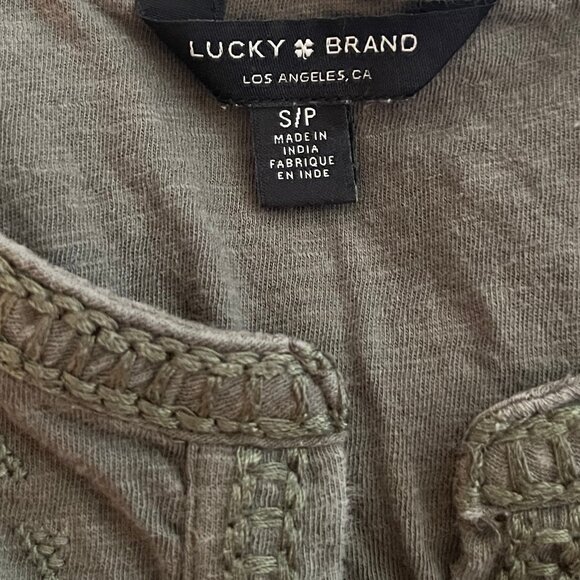 LUCKY BRAND
LOS ANGELES, CA
S/P
MADE IN
INDIA
FABRIQUE
EN INDE